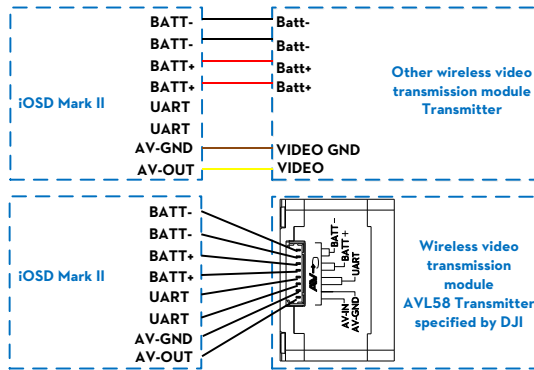 BATT- Batt-
BATT- Batt-
BATT+ Batt+
BATT+ Batt+
iOSD Mark II
UART
UART
AV-GND VIDEO GND
AV-OUT VIDEO
Other wireless video
transmission module
Transmitter
BATT-
BATT-
BATT+
BATT+
iOSD Mark II
UART
UART
AV-GND
AV-OUT
BATT-
BATT+
UART
AV-IN
AV-GND
Wireless video
transmission
module
AVL58 Transmitter
specified by DJI